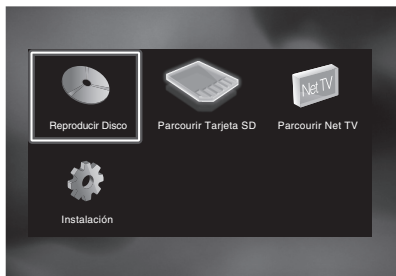 Net TV
Reproducir Disco
Parcourir Tarjeta SD
Parcourir Net TV
Instalación